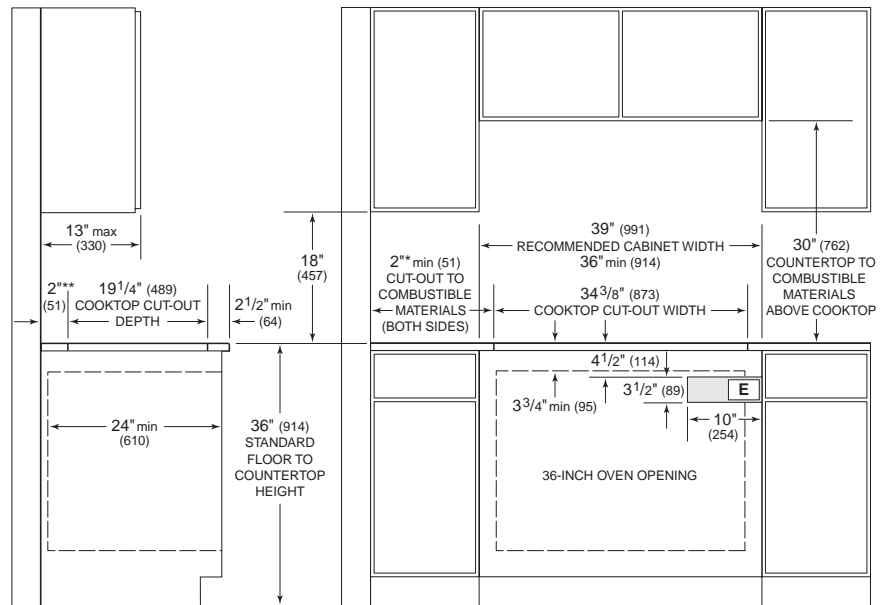 13" max
(330)
18"
(457)
2"**
(51)
19 1/4" (489)
COOKTOP CUT-OUT
DEPTH
2 1/2" min
(64)
24" min
(610)
36" (914)
STANDARD
FLOOR TO
COUNTERTOP
HEIGHT
2"* min (51)
CUT-OUT TO
COMBUSTIBLE
MATERIALS
(BOTH SIDES)
39" (991)
RECOMMENDED CABINET WIDTH
36" min (914)
34 3/8" (873)
COOKTOP CUT-OUT WIDTH
30" (762)
COUNTERTOP TO
COMBUSTIBLE
MATERIALS
ABOVE COOKTOP
4 1/2" (114)
3 1/2" (89)
E
3 3/4" min (95)
10"
(254)
36-INCH OVEN OPENING